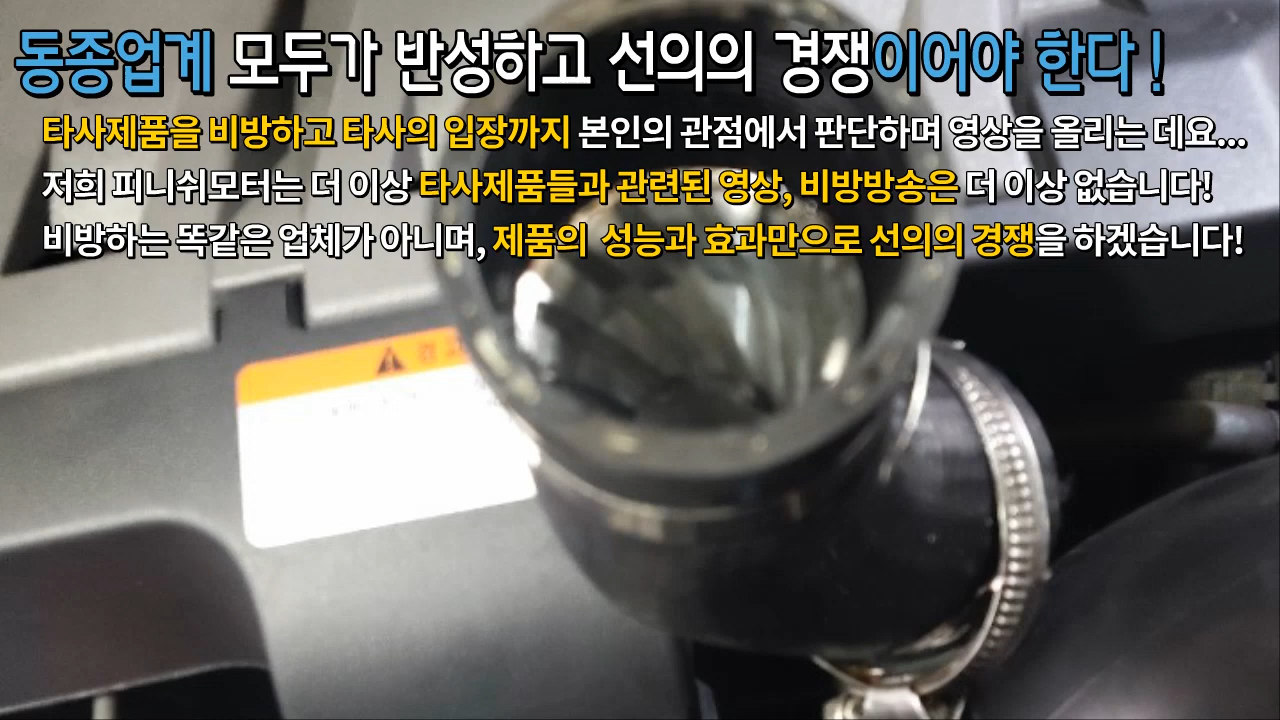 동종업계 모두가 반성하고 선의의 경쟁이어야 한다!
타사제품을 비방하고 타사의 입장까지 본인의 관점에서 판단하며 영상을 올리는 데요...
저희 피니쉬모터는 더 이상 타사제품들과 관련된 영상, 비방방송은 더 이상 없습니다!
비방하는 똑같은 업체가 아니며, 제품의 성능과 효과만으로 선의의 경쟁을 하겠습니다!